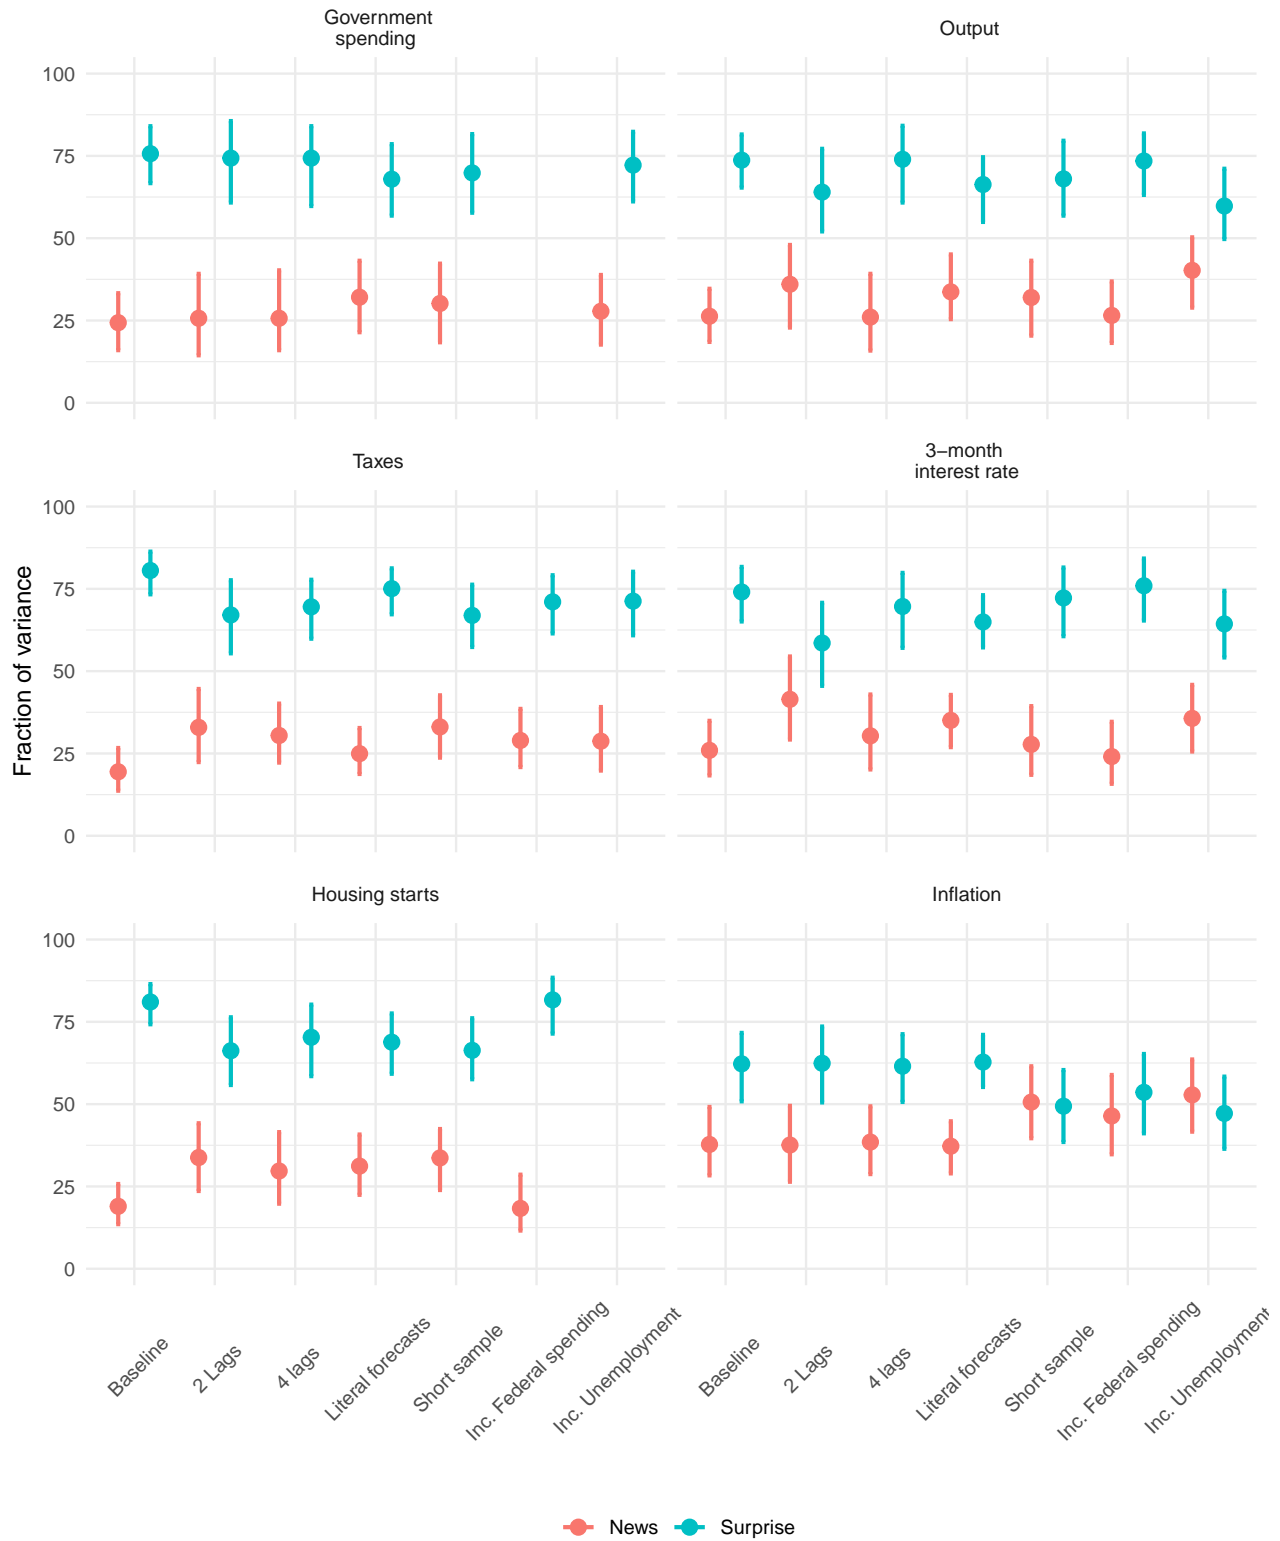 Government
spending
Output
100
75
50
25
0
Taxes
3−month
interest rate
Fraction of variance
100
75
50
25
0
Housing starts
Inflation
100
75
50
25
0
Baseline
2 Lags
4 lags
Literal forecasts
Short sample
Inc. Federal spending
Inc. Unemployment
Baseline
2 Lags
4 lags
Literal forecasts
Short sample
Inc. Federal spending
Inc. Unemployment
News Surprise